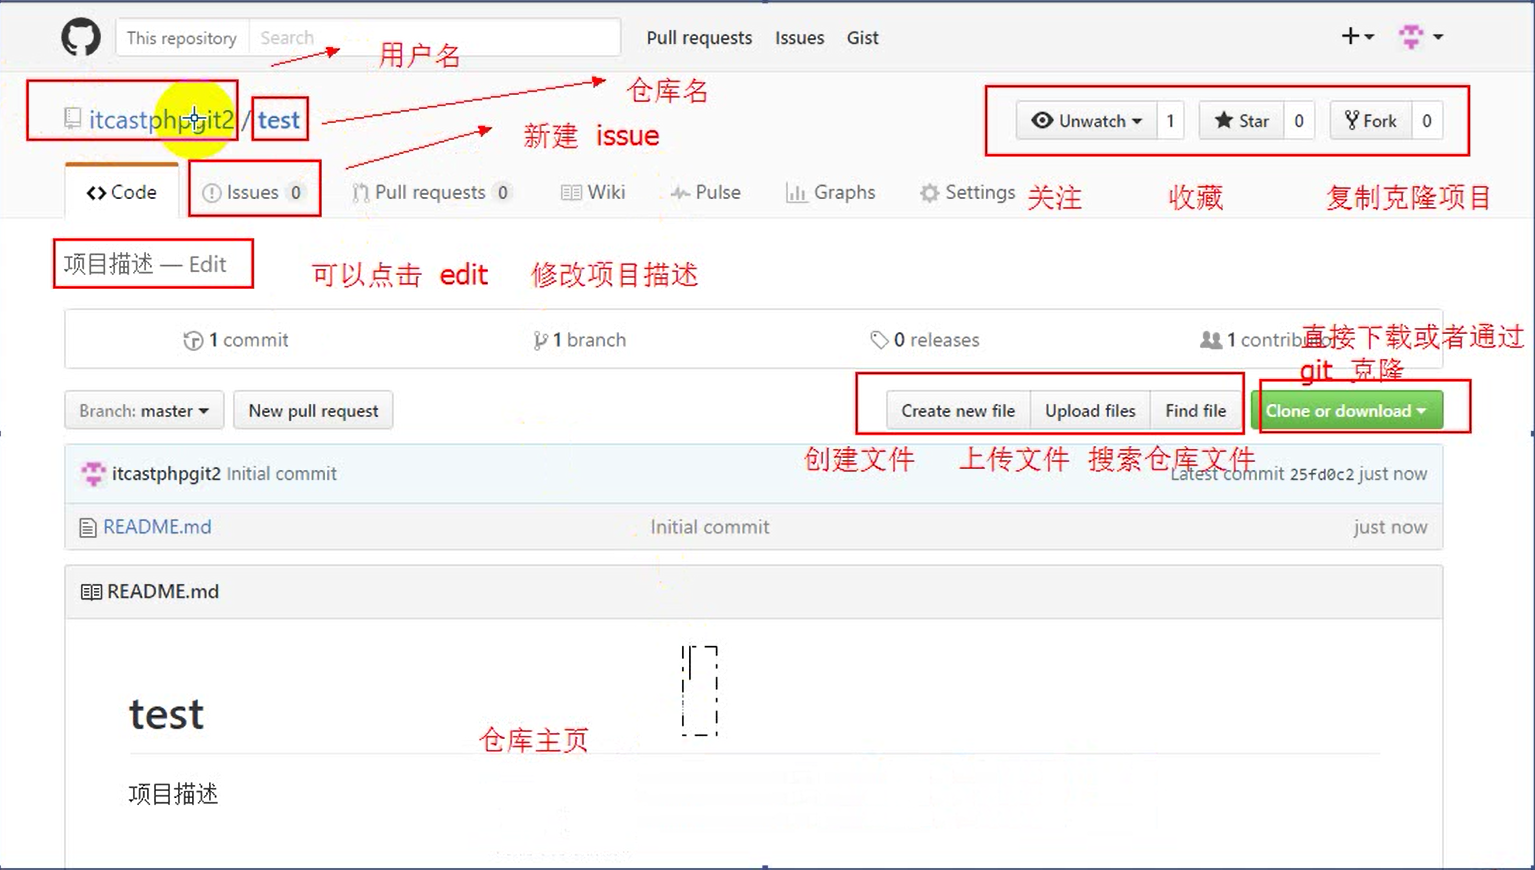 This repository Search Pull requests Issues Gist
用户名
仓库名
itcastphpgit2 / test
Unwatch 1 Star 0 Fork 0
新建 issue
Code Issues 0 Pull requests 0 Wiki Pulse Graphs Settings
关注 收藏 复制克隆项目
项目描述 — Edit
可以点击 edit 修改项目描述
1 commit 1 branch 0 releases 1 contributor
直接下载或者通过
git 克隆
Branch: master New pull request Create new file Upload files Find file Clone or download
创建文件 上传文件 搜索仓库文件
itcastphpgit2 Initial commit Latest commit 25fd0c2 just now
README.md Initial commit just now
README.md
test
仓库主页
项目描述